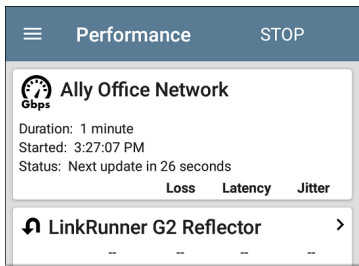 Performance STOP
Gbps
Ally Office Network
Duration: 1 minute
Started: 3:27:07 PM
Status: Next update in 26 seconds
Loss Latency Jitter
LinkRunner G2 Reflector
-- -- -- --